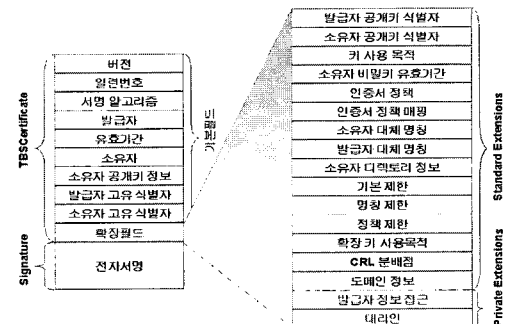 TBSCertificate
버전
일련번호
서명 알고리즘
발급자
유효기간
소유자
소유자 공개키 정보
발급자 고유 식별자
소유자 고유 식별자
확장필드
기본필드
Signature
전자서명
발급자 공개키 식별자
소유자 공개키 식별자
키 사용 목적
소유자 비밀키 유효기간
인증서 정책
인증서 정책 매핑
소유자 대체 명칭
발급자 대체 명칭
소유자 디렉토리 정보
기본 제한
명칭 제한
정책 제한
확장 키 사용목적
CRL 분배점
도메인 정보
발급자 정보 접근
대리인
Standard Extensions
Private Extensions